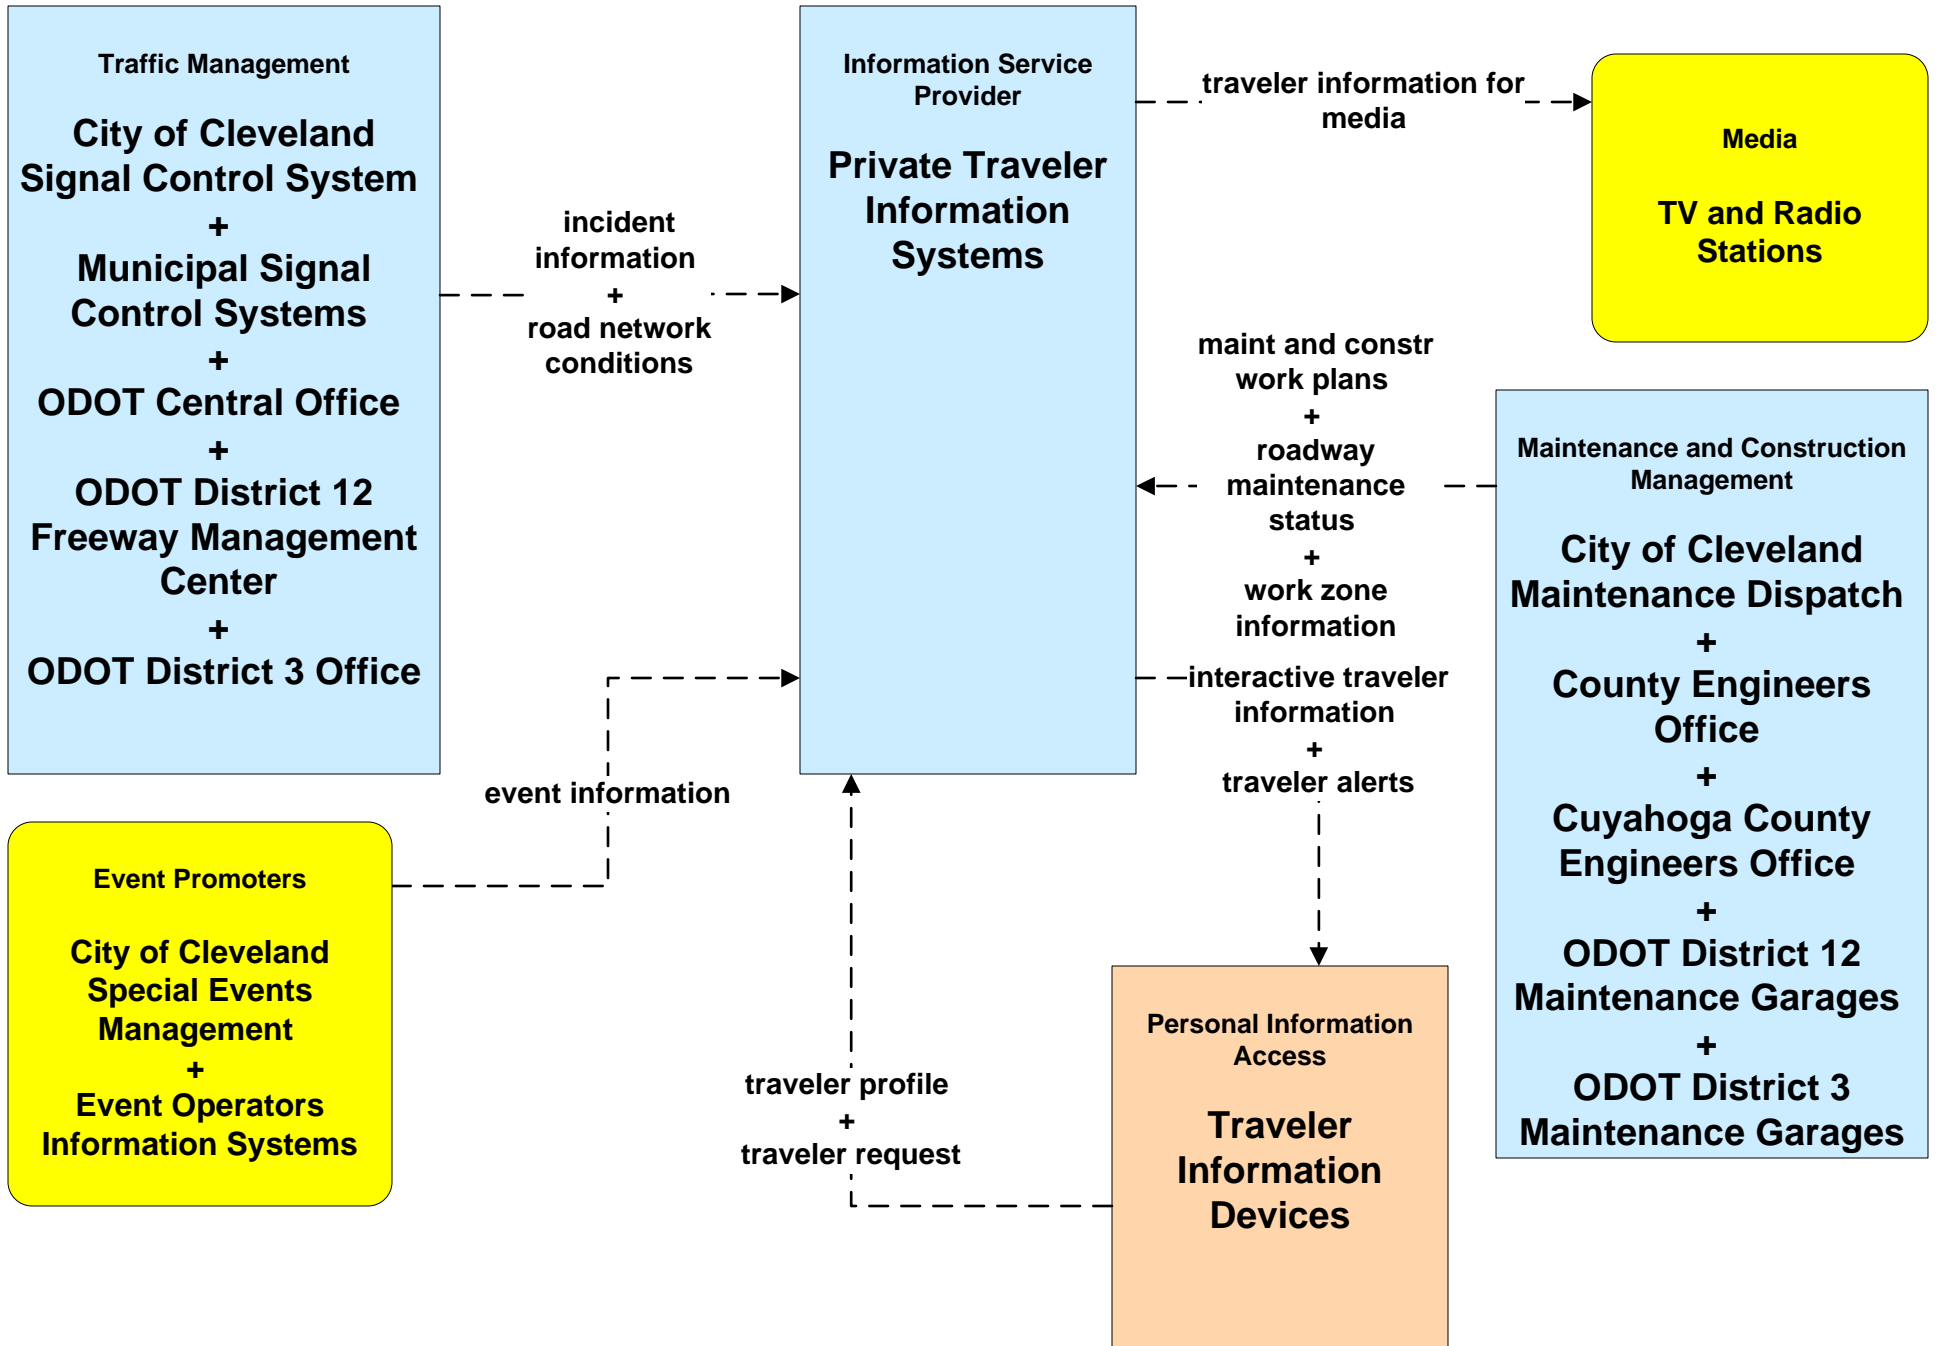 Traffic Management
City of Cleveland
Signal Control System
+
Municipal Signal
Control Systems
+
ODOT Central Office
+
ODOT District 12
Freeway Management
Center
+
ODOT District 3 Office
incident
information
+
road network
conditions
Information Service
Provider
Private Traveler
Information
Systems
traveler information for
media
Media
TV and Radio
Stations
maint and constr
work plans
+
roadway
maintenance
status
+
work zone
information
Maintenance and Construction
Management
City of Cleveland
Maintenance Dispatch
+
County Engineers
Office
+
Cuyahoga County
Engineers Office
+
ODOT District 12
Maintenance Garages
+
ODOT District 3
Maintenance Garages
interactive traveler
information
+
traveler alerts
event information
Event Promoters
City of Cleveland
Special Events
Management
+
Event Operators
Information Systems
traveler profile
+
traveler request
Personal Information
Access
Traveler
Information
Devices